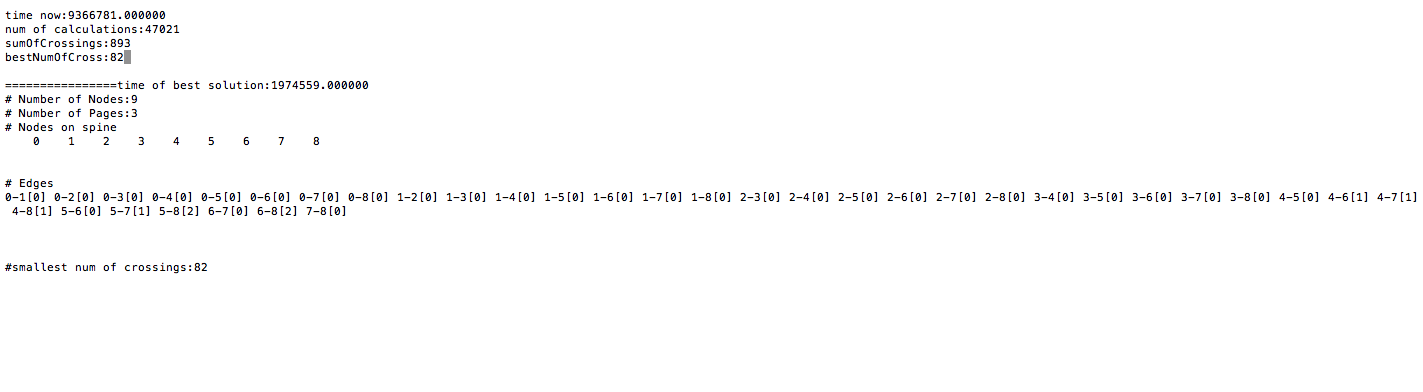 time now:9366781.000000
num of calculations:47021
sumOfCrossings:893
bestNumOfCross:82
================time of best solution:1974559.000000
# Number of Nodes:9
# Number of Pages:3
# Nodes on spine
0 1 2 3 4 5 6 7 8
# Edges
0-1[0] 0-2[0] 0-3[0] 0-4[0] 0-5[0] 0-6[0] 0-7[0] 0-8[0] 1-2[0] 1-3[0] 1-4[0] 1-5[0] 1-6[0] 1-7[0] 1-8[0] 2-3[0] 2-4[0] 2-5[0] 2-6[0] 2-7[0] 2-8[0] 3-4[0] 3-5[0] 3-6[0] 3-7[0] 3-8[0] 4-5[0] 4-6[1] 4-7[1]
4-8[1] 5-6[0] 5-7[1] 5-8[2] 6-7[0] 6-8[2] 7-8[0]
#smallest num of crossings:82